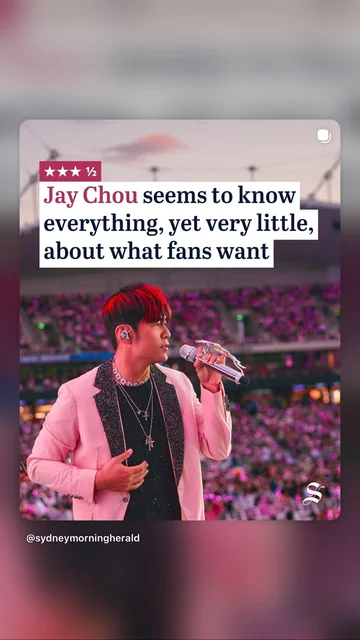 ★★★ ½
Jay Chou seems to know
everything, yet very little,
about what fans want
S
@sydneymorningherald